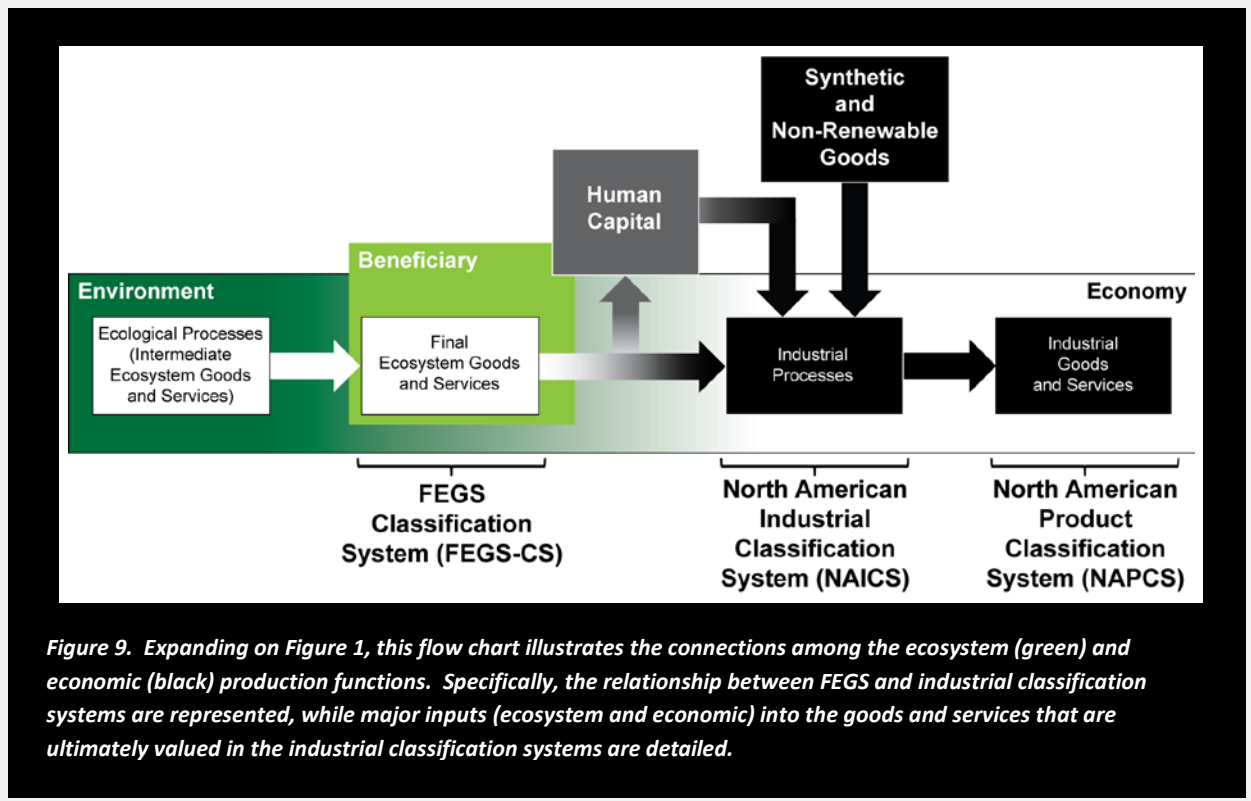 Synthetic
and
Non-Renewable
Goods
Human
Capital
Beneficiary
Environment
Economy
Ecological Processes
(Intermediate
Ecosystem Goods
and Services)
Final
Ecosystem Goods
and Services
Industrial
Processes
Industrial
Goods
and Services
FEGS
Classification
System (FEGS-CS)
North American
Industrial
Classification
System (NAICS)
North American
Product
Classification
System (NAPCS)
Figure 9.  Expanding on Figure 1, this flow chart illustrates the connections among the ecosystem (green) and
economic (black) production functions.  Specifically, the relationship between FEGS and industrial classification
systems are represented, while major inputs (ecosystem and economic) into the goods and services that are
ultimately valued in the industrial classification systems are detailed.